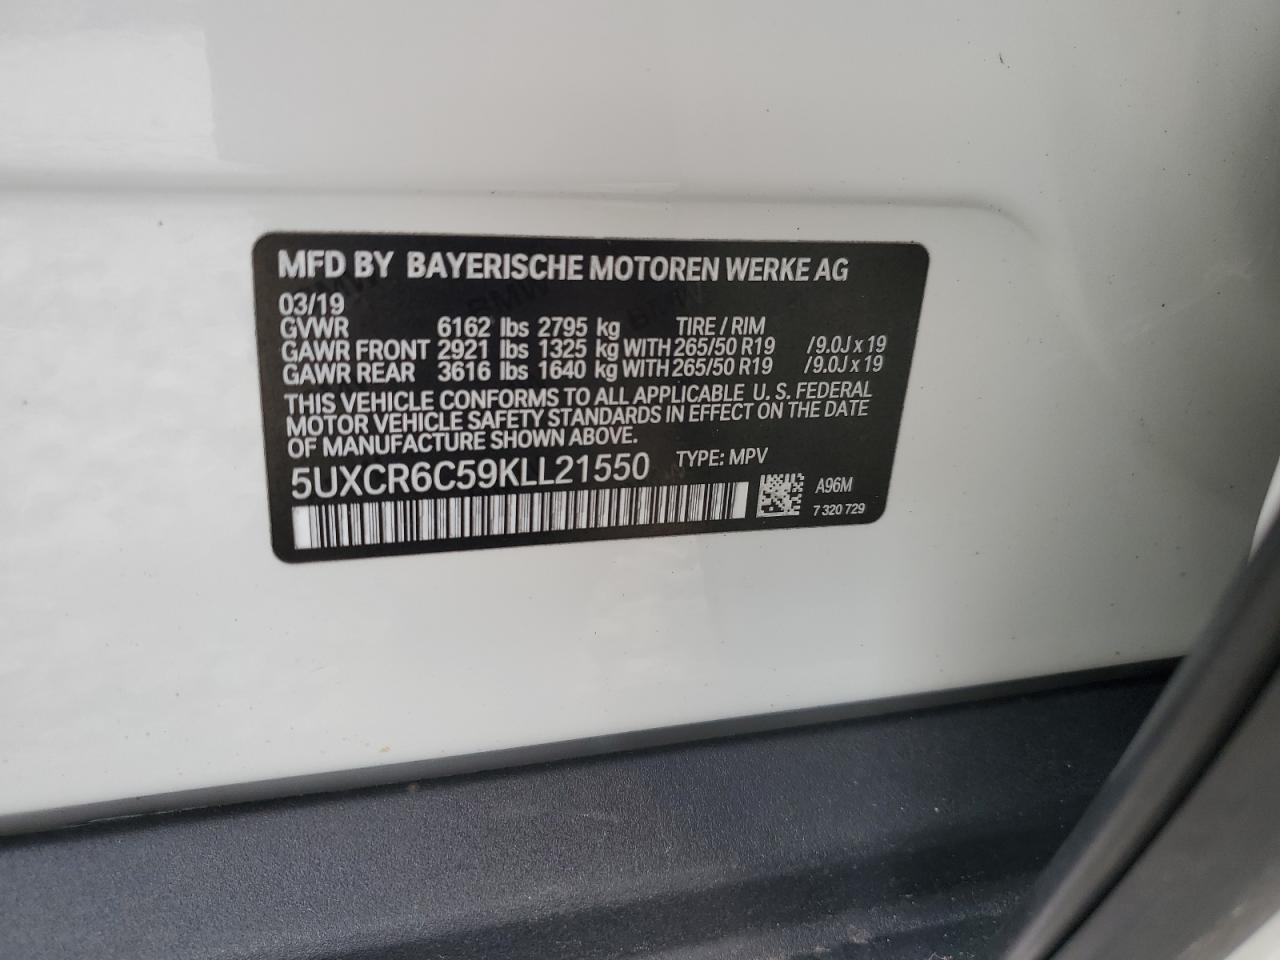 MFD BY BAYERISCHE MOTOREN WERKE AG
03/19
GVWR 6162 lbs 2795 kg TIRE / RIM
GAWR FRONT 2921 lbs 1325 kg WITH 265/50 R19 /9.0J x 19
GAWR REAR 3616 lbs 1640 kg WITH 265/50 R19 /9.0J x 19
THIS VEHICLE CONFORMS TO ALL APPLICABLE U. S. FEDERAL
MOTOR VEHICLE SAFETY STANDARDS IN EFFECT ON THE DATE
OF MANUFACTURE SHOWN ABOVE.
5UXCR6C59KLL21550 TYPE: MPV
A96M
7 320 729